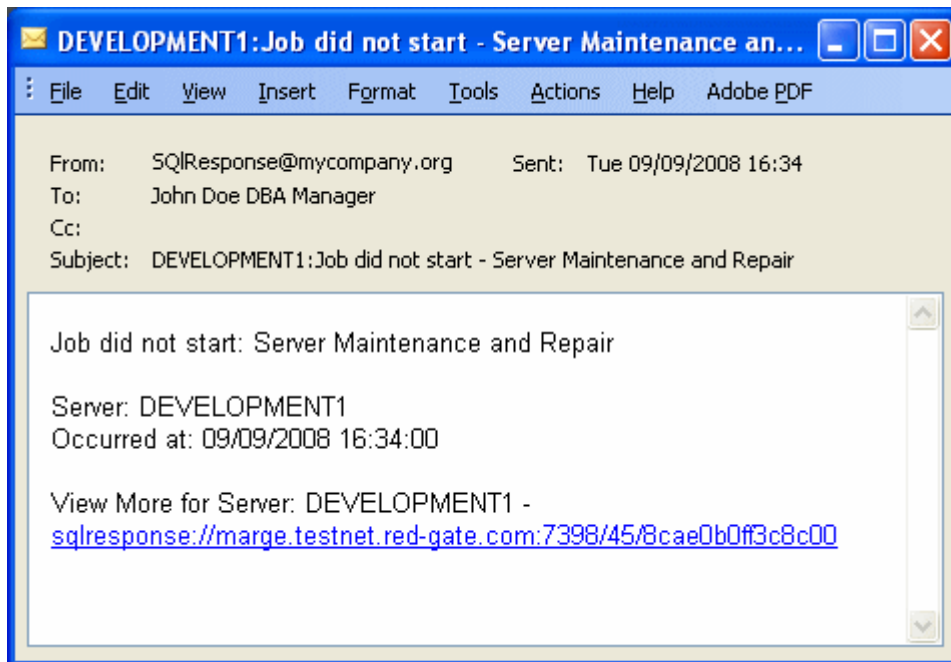 DEVELOPMENT1:Job did not start - Server Maintenance an...
File Edit View Insert Format Tools Actions Help Adobe PDF
From: SQlResponse@mycompany.org Sent: Tue 09/09/2008 16:34
To: John Doe DBA Manager
Cc:
Subject: DEVELOPMENT1:Job did not start - Server Maintenance and Repair
Job did not start: Server Maintenance and Repair
Server: DEVELOPMENT1
Occurred at: 09/09/2008 16:34:00
View More for Server: DEVELOPMENT1 -
sqlresponse://marge.testnet.red-gate.com:7398/45/8cae0b0ff3c8c00